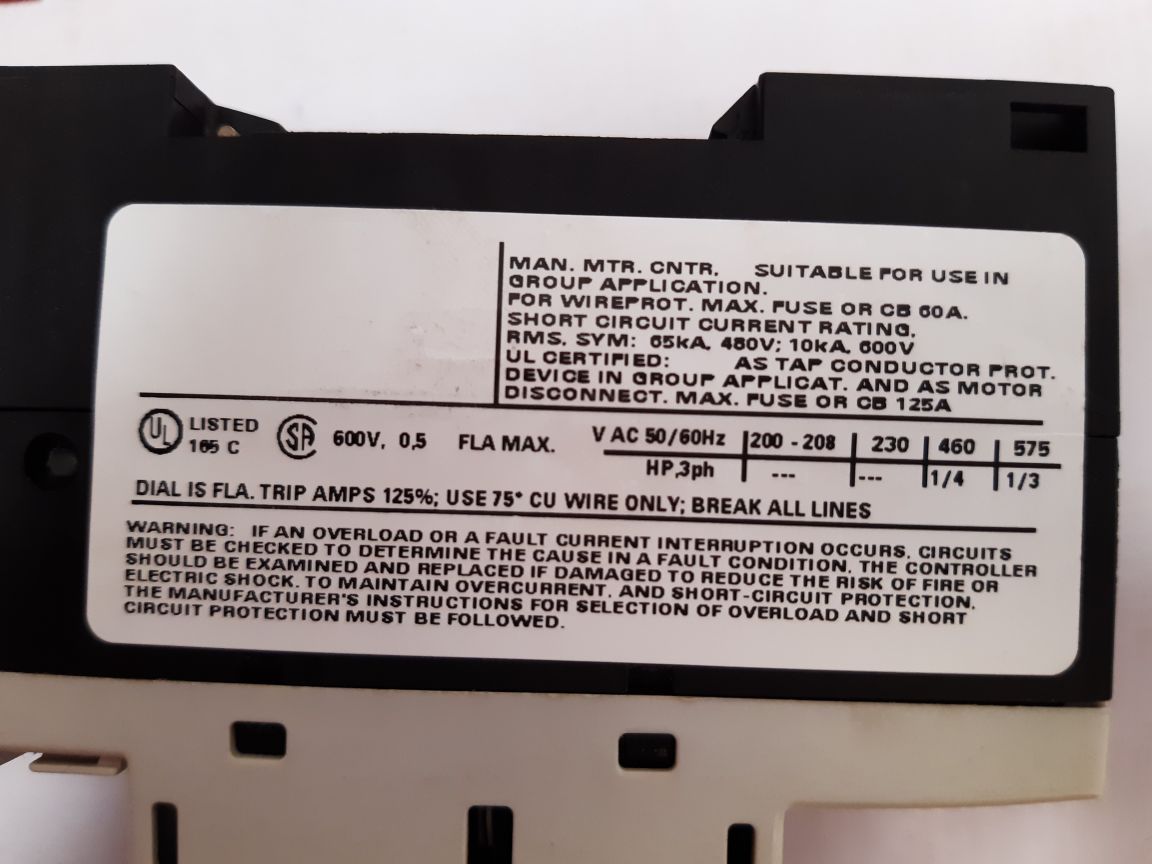 MAN. MTR. CNTR. SUITABLE FOR USE IN
GROUP APPLICATION.
FOR WIREPROT. MAX. FUSE OR CB 60A.
SHORT CIRCUIT CURRENT RATING.
RMS. SYM: 65kA, 480V; 10kA, 600V
UL CERTIFIED: AS TAP CONDUCTOR PROT.
DEVICE IN GROUP APPLICAT. AND AS MOTOR
DISCONNECT. MAX. FUSE OR CB 125A
UL LISTED 165 C
SA 600V, 0,5 FLA MAX.
V AC 50/60Hz 200 - 208 230 460 575
HP,3ph --- --- 1/4 1/3
DIAL IS FLA. TRIP AMPS 125%; USE 75° CU WIRE ONLY; BREAK ALL LINES
WARNING: IF AN OVERLOAD OR A FAULT CURRENT INTERRUPTION OCCURS, CIRCUITS
MUST BE CHECKED TO DETERMINE THE CAUSE IN A FAULT CONDITION. THE CONTROLLER
SHOULD BE EXAMINED AND REPLACED IF DAMAGED TO REDUCE THE RISK OF FIRE OR
ELECTRIC SHOCK. TO MAINTAIN OVERCURRENT, AND SHORT-CIRCUIT PROTECTION,
THE MANUFACTURER'S INSTRUCTIONS FOR SELECTION OF OVERLOAD AND SHORT
CIRCUIT PROTECTION MUST BE FOLLOWED.